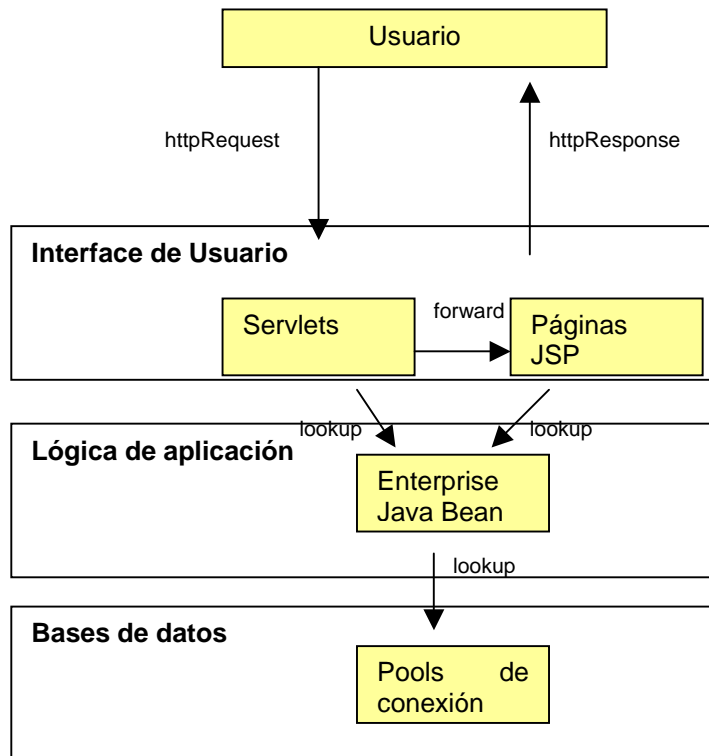 Usuario
httpRequest
httpResponse
Interface de Usuario
Servlets
forward
Páginas
JSP
lookup
lookup
Lógica de aplicación
Enterprise
Java Bean
lookup
Bases de datos
Pools de
conexión